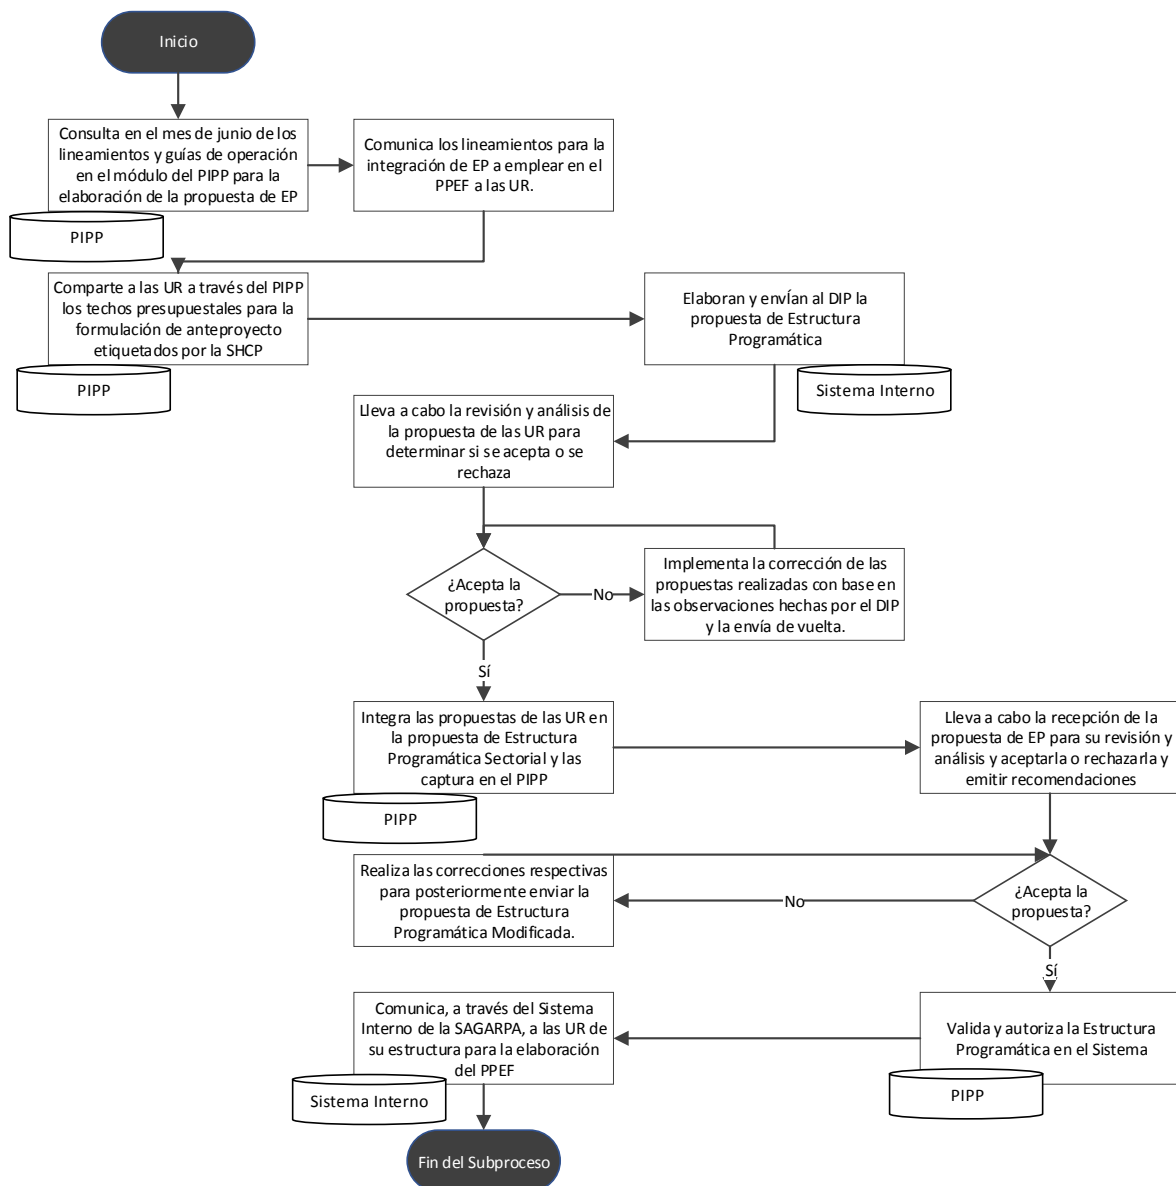 Inicio
Consulta en el mes de junio de los
lineamientos y guías de operación
en el módulo del PIPP para la
elaboración de la propuesta de EP
PIPP
Comunica los lineamientos para la
integración de EP a emplear en el
PPEF a las UR.
Comparte a las UR a través del PIPP
los techos presupuestales para la
formulación de anteproyecto
etiquetados por la SHCP
PIPP
Elaboran y envÍan al DIP la
propuesta de Estructura
Programática
Sistema Interno
Lleva a cabo la revisión y análisis de
la propuesta de las UR para
determinar si se acepta o se
rechaza
¿Acepta la
propuesta?
No
Implementa la corrección de las
propuestas realizadas con base en
las observaciones hechas por el DIP
y la envía de vuelta.
Sí
Integra las propuestas de las UR en
la propuesta de Estructura
Programática Sectorial y las
captura en el PIPP
PIPP
Lleva a cabo la recepción de la
propuesta de EP para su revisión y
análisis y aceptarla o rechazarla y
emitir recomendaciones
Realiza las correcciones respectivas
para posteriormente enviar la
propuesta de Estructura
Programática Modificada.
No
¿Acepta la
propuesta?
Sí
Comunica, a través del Sistema
Interno de la SAGARPA, a las UR de
su estructura para la elaboración
del PPEF
Sistema Interno
Valida y autoriza la Estructura
Programática en el Sistema
PIPP
Fin del Subproceso